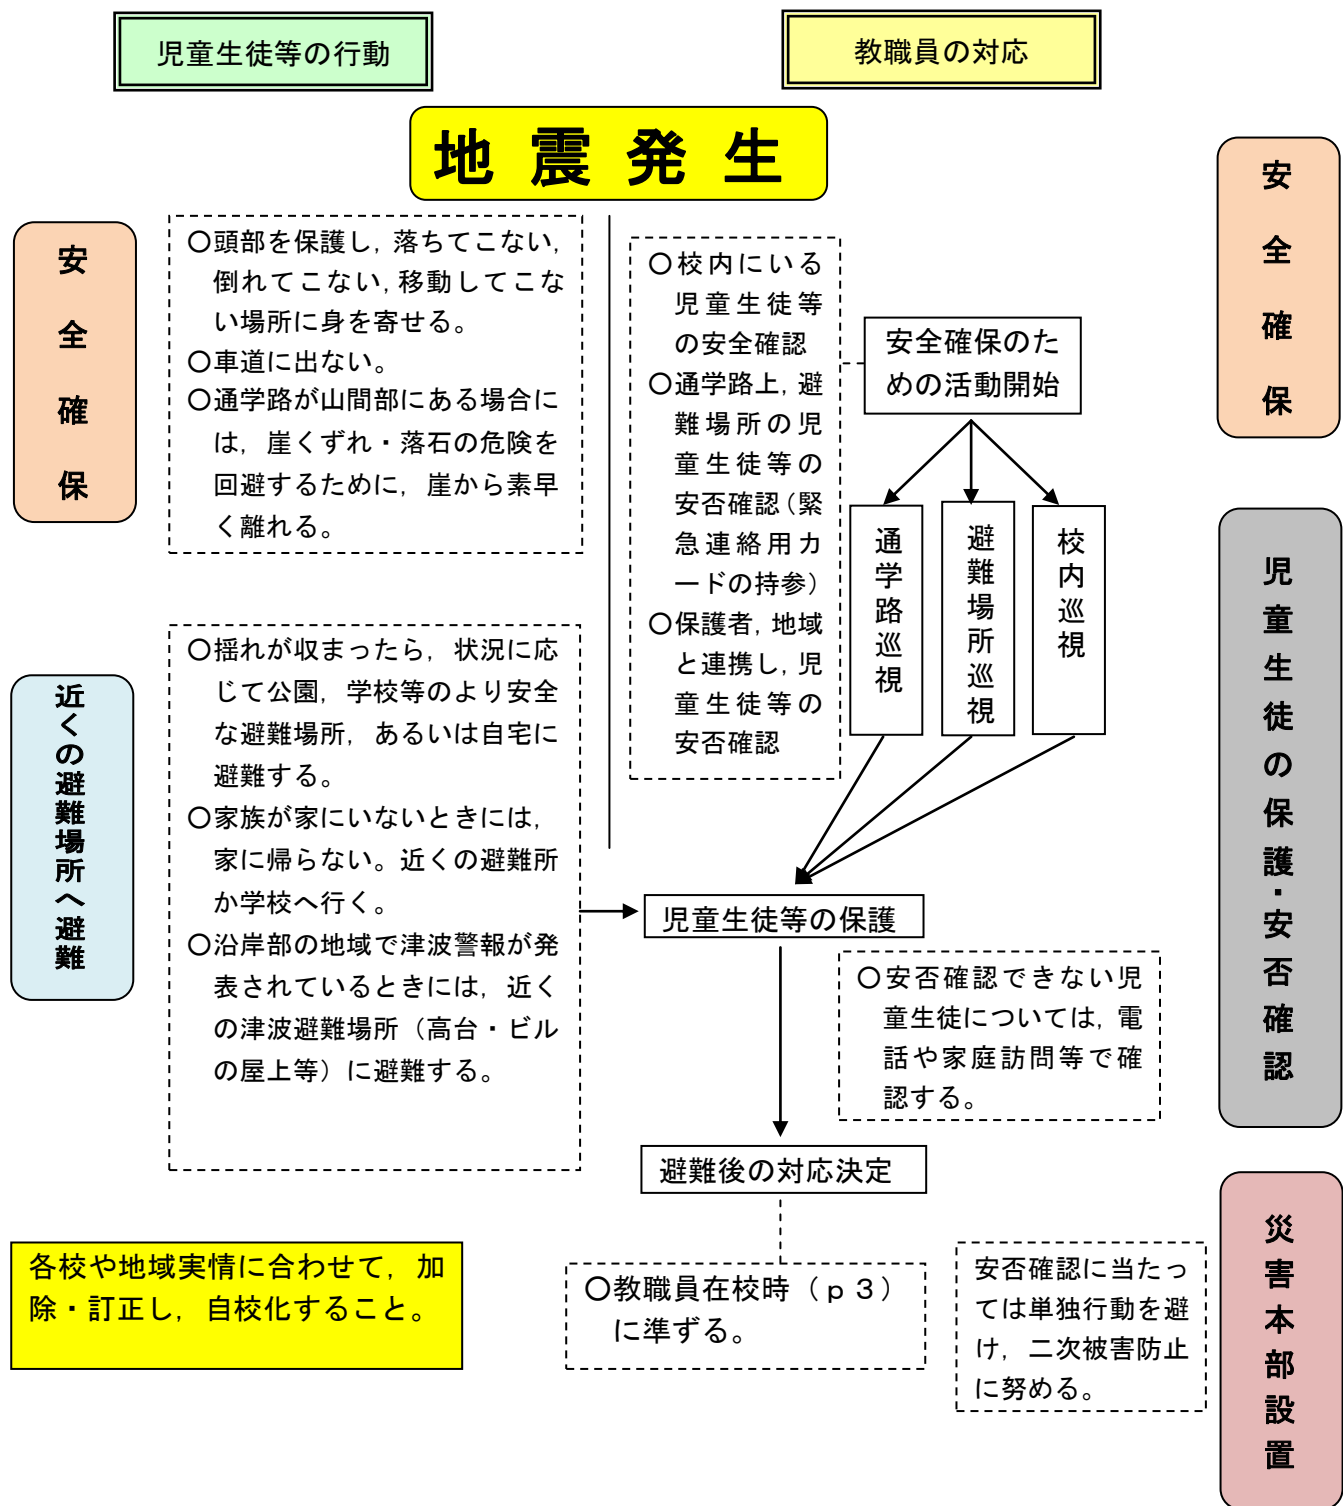 児童生徒等の行動
教職員の対応
地震発生
安全確保
○頭部を保護し，落ちてこない，
倒れてこない，移動してこな
い場所に身を寄せる。
○車道に出ない。
○通学路が山間部にある場合に
は，崖くずれ・落石の危険を
回避するために，崖から素早
く離れる。
近くの避難場所へ避難
○揺れが収まったら，状況に応
じて公園，学校等のより安全
な避難場所，あるいは自宅に
避難する。
○家族が家にいないときには，
家に帰らない。近くの避難所
か学校へ行く。
○沿岸部の地域で津波警報が発
表されているときには，近く
の津波避難場所（高台・ビル
の屋上等）に避難する。
○校内にいる
児童生徒等
の安全確認
○通学路上，避
難場所の児
童生徒等の
安否確認（緊
急連絡用カ
ードの持参）
○保護者，地域
と連携し，児
童生徒等の
安否確認
安全確保のた
めの活動開始
通学路巡視
避難場所巡視
校内巡視
児童生徒等の保護
○安否確認できない児
童生徒については，電
話や家庭訪問等で確
認する。
避難後の対応決定
○教職員在校時（ｐ３）
に準ずる。
安否確認に当たっ
ては単独行動を避
け，二次被害防止
に努める。
安全確保
児童生徒の保護・安否確認
災害本部設置
各校や地域実情に合わせて，加
除・訂正し，自校化すること。